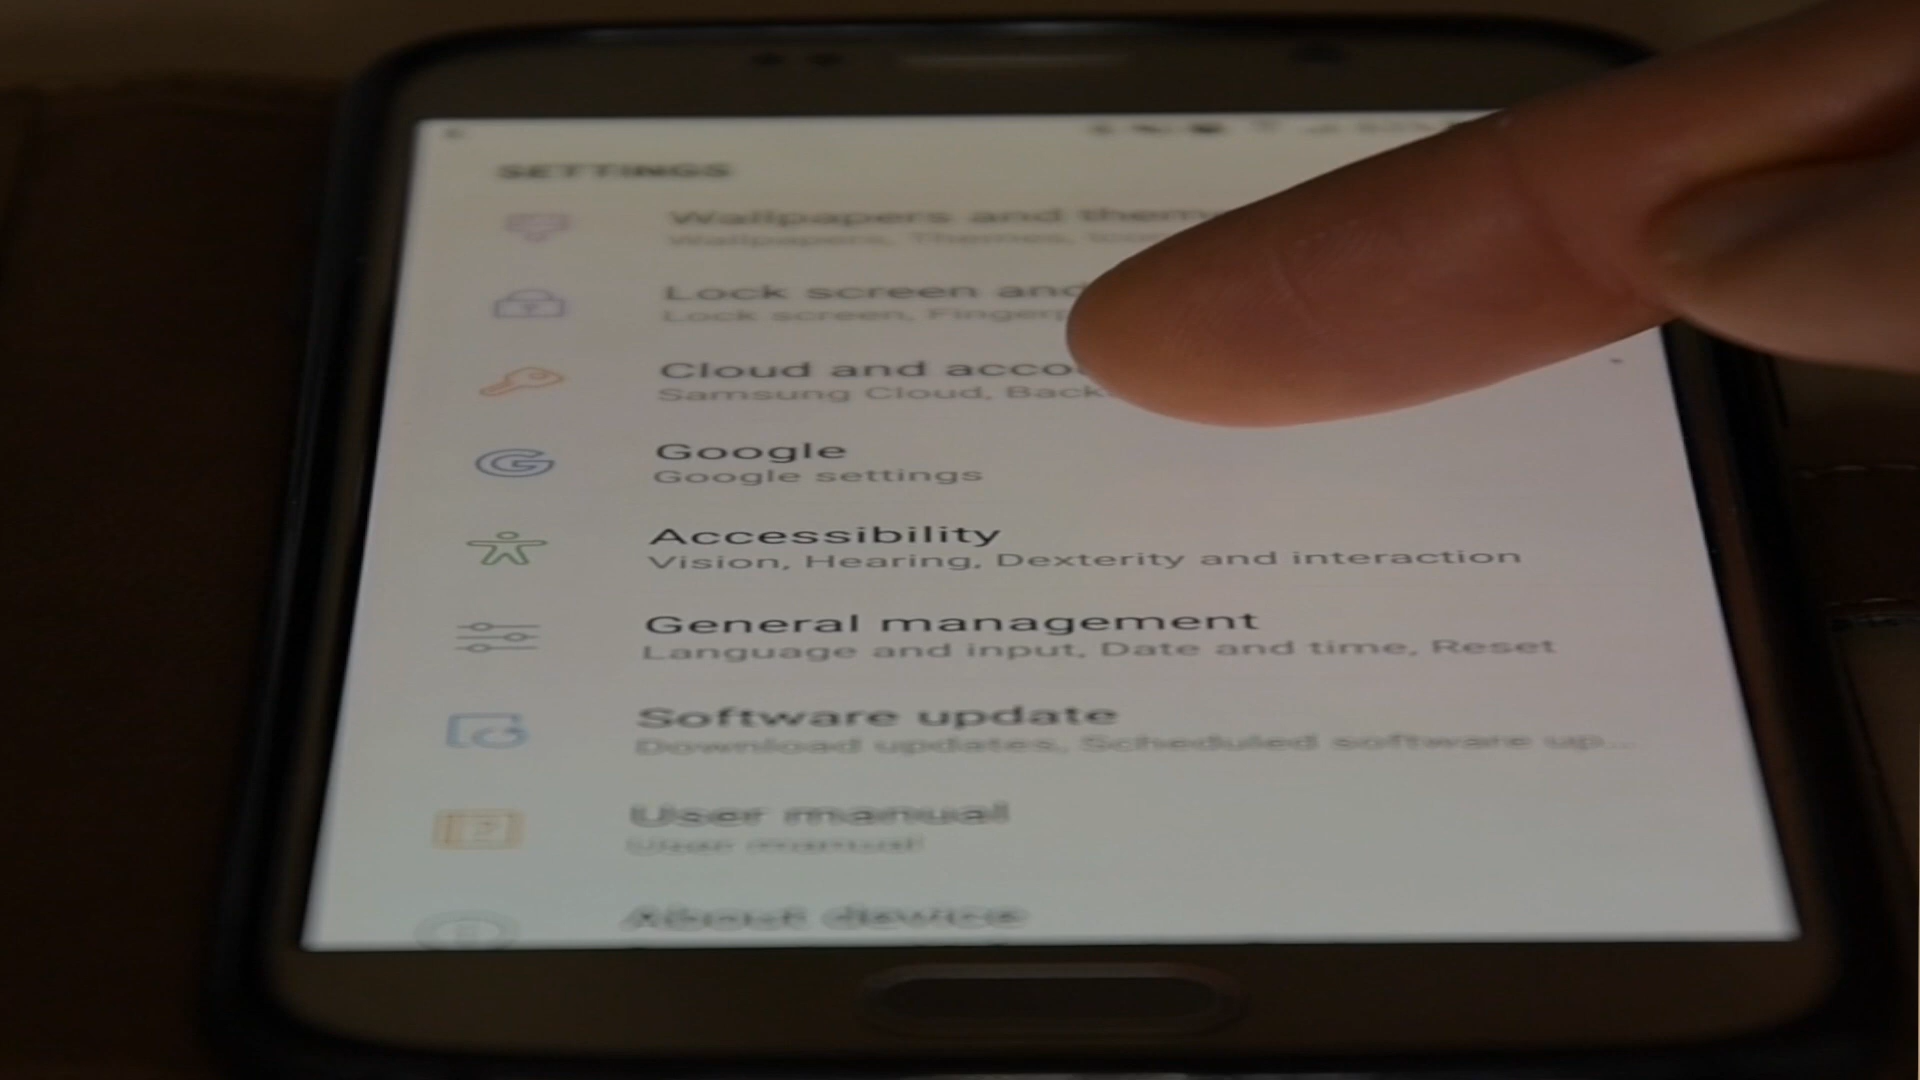 SETTINGS
Wallpapers and them
Wallpapers, Themes,
Lock screen and
Lock screen, Fingerp
Cloud and acco
Samsung Cloud, Back
Google
Google settings
Accessibility
Vision, Hearing, Dexterity and interaction
General management
Language and input, Date and time, Reset
Software update
Download updates, Scheduled software up...
User manual
User manual
About device